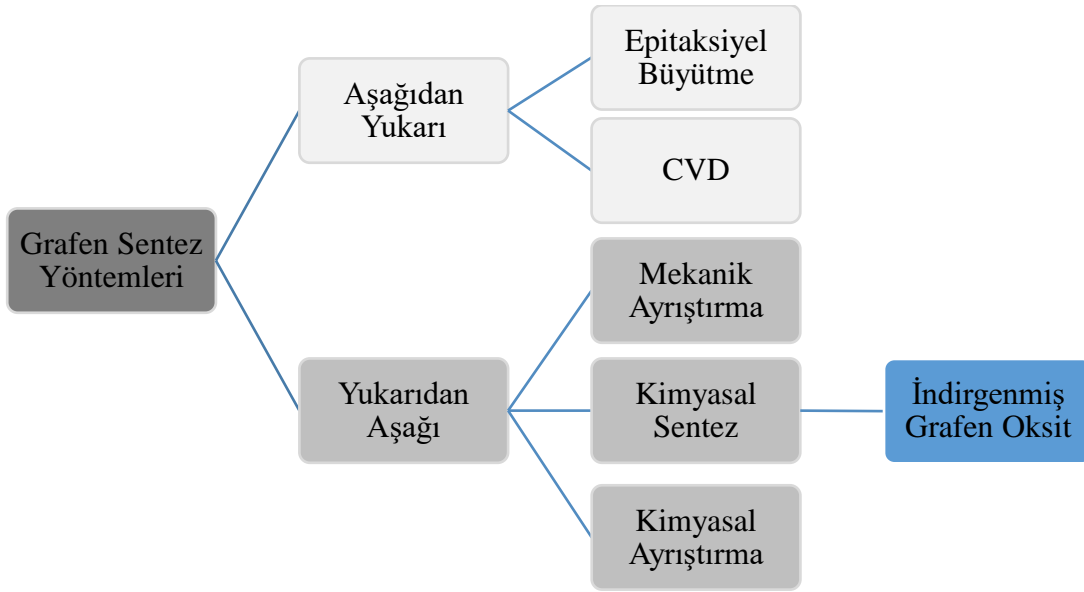 Grafen Sentez
Yöntemleri
Aşağıdan
Yukarı
Epitaksiyel
Büyütme
CVD
Yukarıdan
Aşağı
Mekanik
Ayrıştırma
Kimyasal
Sentez
İndirgenmiş
Grafen Oksit
Kimyasal
Ayrıştırma